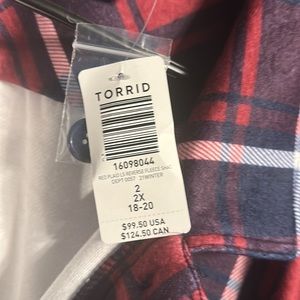 TORRID
16098044
RED PLAID LS REVERSE FLEECE SHAC
DEPT 0057 21WINTER
2
2X
18-20
$99.50 USA
$124.50 CAN